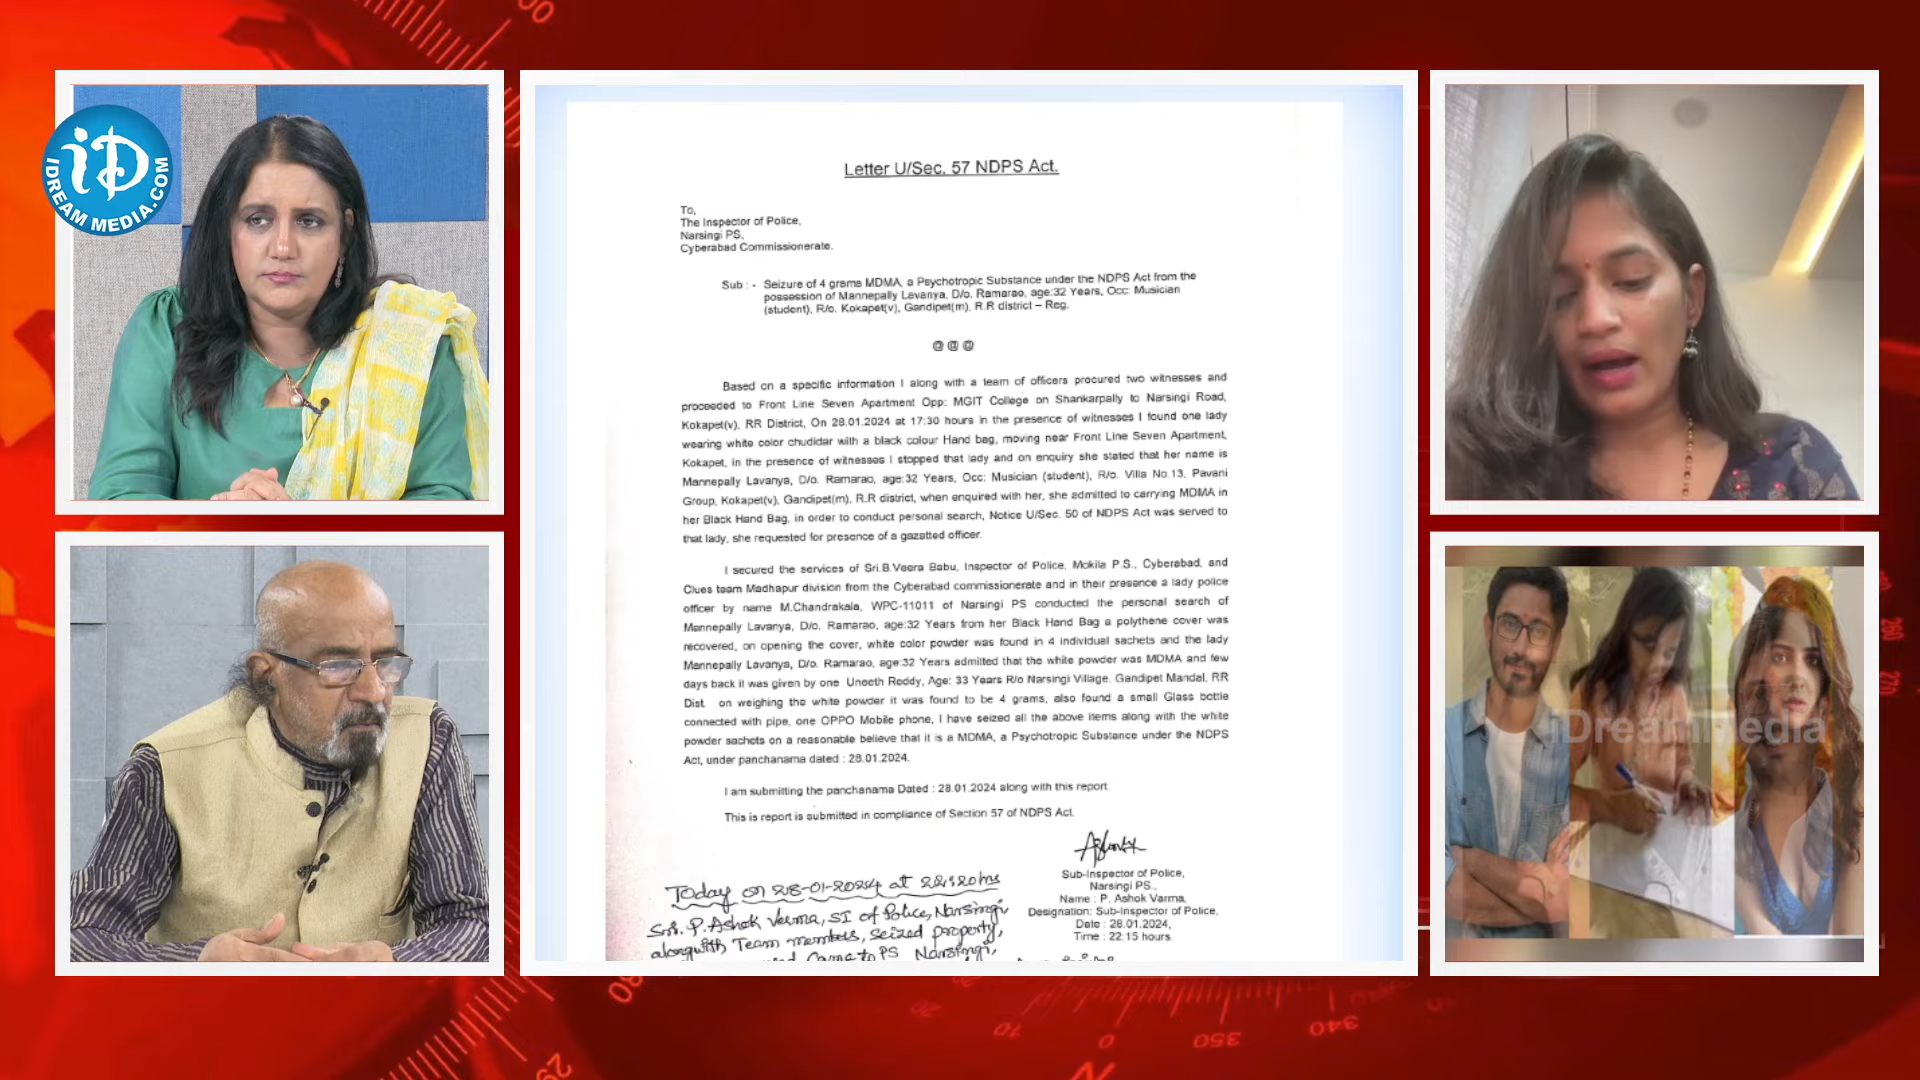 iD
IDREAM MEDIA.COM
Letter U/Sec. 57 NDPS Act.
To,
The Inspector of Police,
Narsingi PS,
Cyberabad Commissionerate.
Sub : - Seizure of 4 grams MDMA, a Psychotropic Substance under the NDPS Act from the
possession of Mannepally Lavanya, D/o. Ramarao, age:32 Years, Occ: Musician
(student), R/o. Kokapet(v), Gandipet(m), R.R district – Reg.
@ @ @
Based on a specific information I along with a team of officers procured two witnesses and
proceeded to Front Line Seven Apartment Opp: MGIT College on Shankarpally to Narsingi Road,
Kokapet(v), RR District, On 28.01.2024 at 17:30 hours in the presence of witnesses I found one lady
wearing white color chudidar with a black colour Hand bag, moving near Front Line Seven Apartment,
Kokapet, in the presence of witnesses I stopped that lady and on enquiry she stated that her name is
Mannepally Lavanya, D/o. Ramarao, age:32 Years, Occ: Musician (student), R/o. Villa No.13, Pavani
Group, Kokapet(v), Gandipet(m), R.R district, when enquired with her, she admitted to carrying MDMA in
her Black Hand Bag, in order to conduct personal search, Notice U/Sec. 50 of NDPS Act was served to
that lady, she requested for presence of a gazatted officer.
I secured the services of Sri.B.Veera Babu, Inspector of Police, Mokila P.S., Cyberabad, and
Clues team Madhapur division from the Cyberabad commissionerate and in their presence a lady police
officer by name M.Chandrakala, WPC-11011 of Narsingi PS conducted the personal search of
Mannepally Lavanya, D/o. Ramarao, age:32 Years from her Black Hand Bag a polythene cover was
recovered, on opening the cover, white color powder was found in 4 individual sachets and the lady
Mannepally Lavanya, D/o. Ramarao, age:32 Years admitted that the white powder was MDMA and few
days back it was given by one Uneeth Reddy, Age: 33 Years R/o Narsingi Village, Gandipet Mandal, RR
Dist. on weighing the white powder it was found to be 4 grams, also found a small Glass bottle
connected with pipe, one OPPO Mobile phone, I have seized all the above items along with the white
powder sachets on a reasonable believe that it is a MDMA, a Psychotropic Substance under the NDPS
Act, under panchanama dated : 28.01.2024.
I am submitting the panchanama Dated : 28.01.2024 along with this report.
This is report is submitted in compliance of Section 57 of NDPS Act.
Sub-Inspector of Police,
Narsingi PS.,
Name : P. Ashok Varma,
Designation: Sub-Inspector of Police,
Date : 28.01.2024,
Time : 22:15 hours.
Today on 28-01-2024 at 22:20 hrs
Sri. P. Ashok Varma, SI of Police, Narsingi
alongwith Team members, seized property,
came to PS Narsingi,
iDreamMedia
00
80
29
20
10
0
350
340
N
260
270